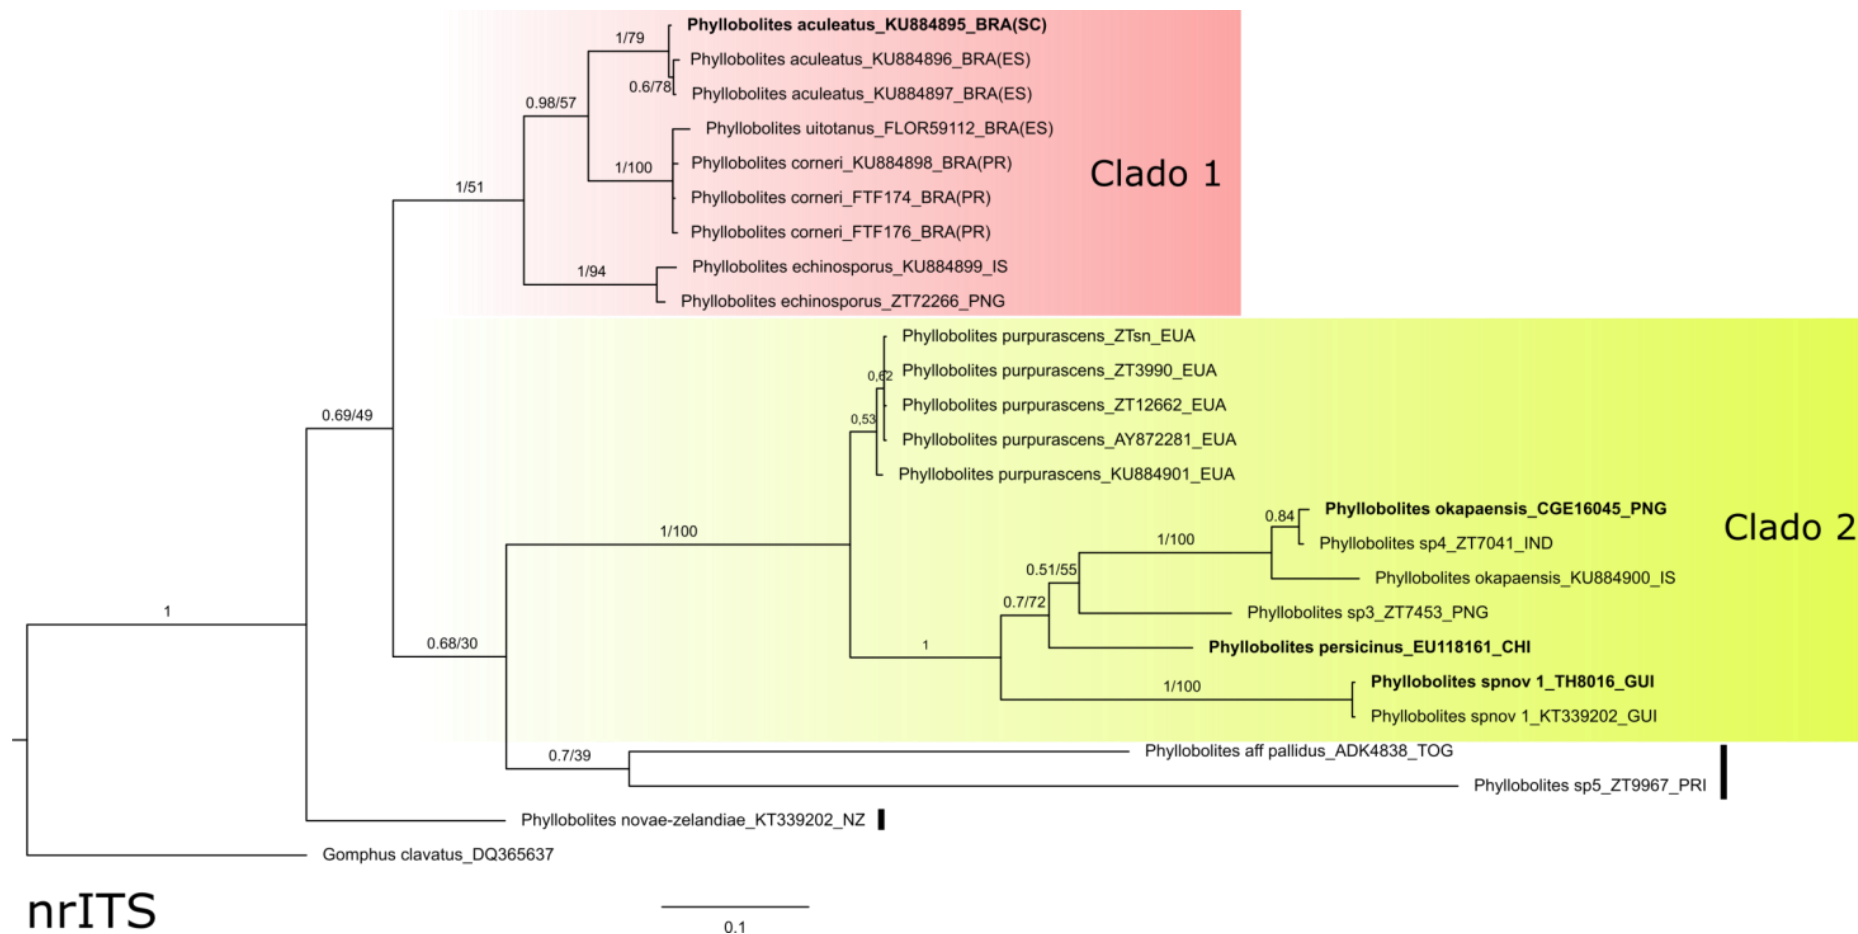 Phyllobolites aculeatus_KU884895_BRA(SC)
1/79
Phyllobolites aculeatus_KU884896_BRA(ES)
0.6/78
Phyllobolites aculeatus_KU884897_BRA(ES)
0.98/57
Phyllobolites uitotanus_FLOR59112_BRA(ES)
Phyllobolites corneri_KU884898_BRA(PR)
1/100
Clado 1
1/51
Phyllobolites corneri_FTF174_BRA(PR)
Phyllobolites corneri_FTF176_BRA(PR)
Phyllobolites echinosporus_KU884899_IS
1/94
Phyllobolites echinosporus_ZT72266_PNG
Phyllobolites purpurascens_ZTsn_EUA
Phyllobolites purpurascens_ZT3990_EUA
0,62
Phyllobolites purpurascens_ZT12662_EUA
0.69/49
0,53
Phyllobolites purpurascens_AY872281_EUA
Phyllobolites purpurascens_KU884901_EUA
Phyllobolites okapaensis_CGE16045_PNG
0.84
Clado 2
1/100
1/100
Phyllobolites sp4_ZT7041_IND
0.51/55
Phyllobolites okapaensis_KU884900_IS
0.7/72
Phyllobolites sp3_ZT7453_PNG
1
0.68/30
1
Phyllobolites persicinus_EU118161_CHI
Phyllobolites spnov 1_TH8016_GUI
1/100
Phyllobolites spnov 1_KT339202_GUI
Phyllobolites aff pallidus_ADK4838_TOG
0.7/39
Phyllobolites sp5_ZT9967_PRI
Phyllobolites novae-zelandiae_KT339202_NZ
Gomphus clavatus_DQ365637
nrITS
0.1